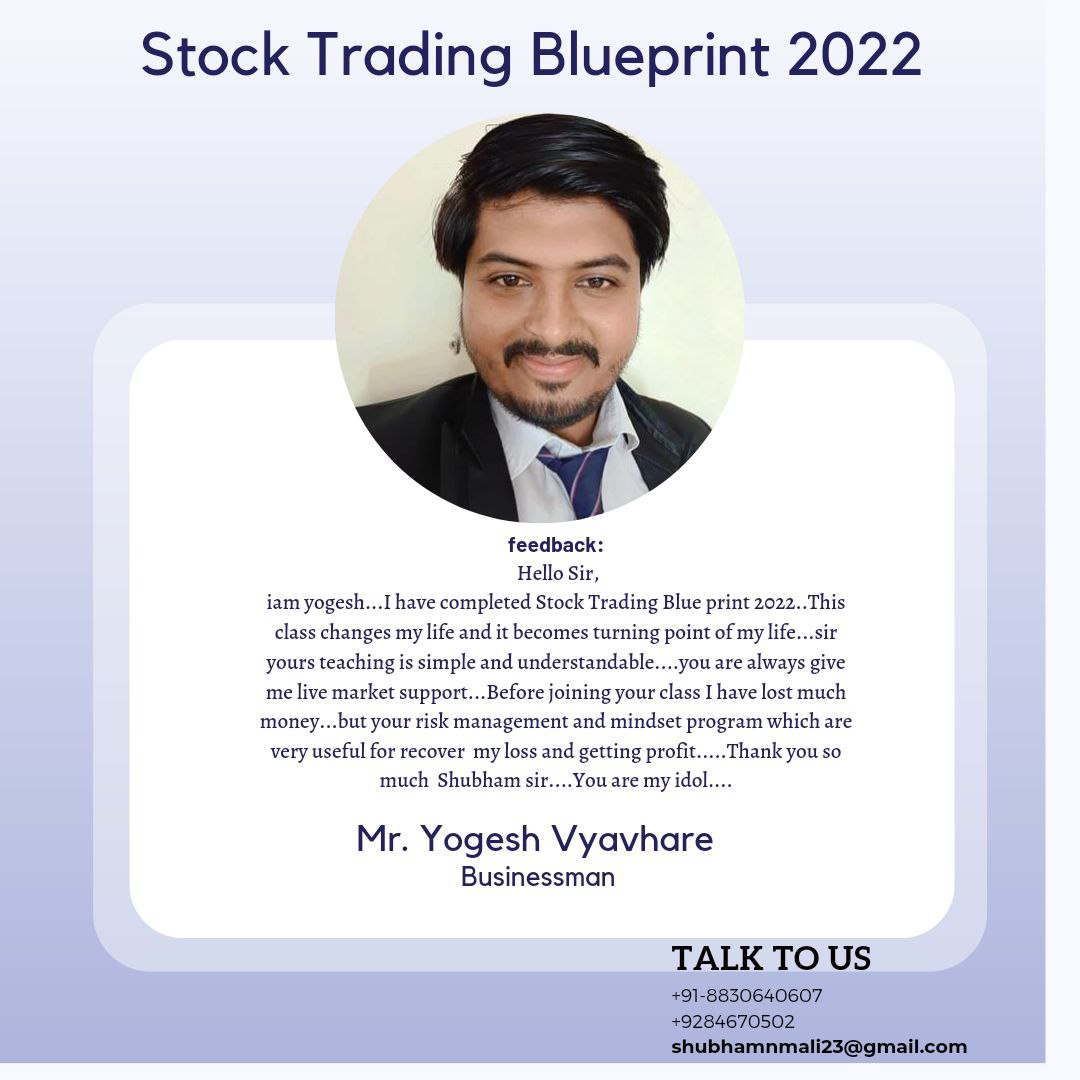 Stock Trading Blueprint 2022
feedback:
Hello Sir,
iam yogesh...I have completed Stock Trading Blue print 2022..This
class changes my life and it becomes turning point of my life...sir
yours teaching is simple and understandable....you are always give
me live market support...Before joining your class I have lost much
money...but your risk management and mindset program which are
very useful for recover  my loss and getting profit.....Thank you so
much  Shubham sir....You are my idol....
Mr. Yogesh Vyavhare
Businessman
TALK TO US
+91-8830640607
+9284670502
shubhamnmali23@gmail.com